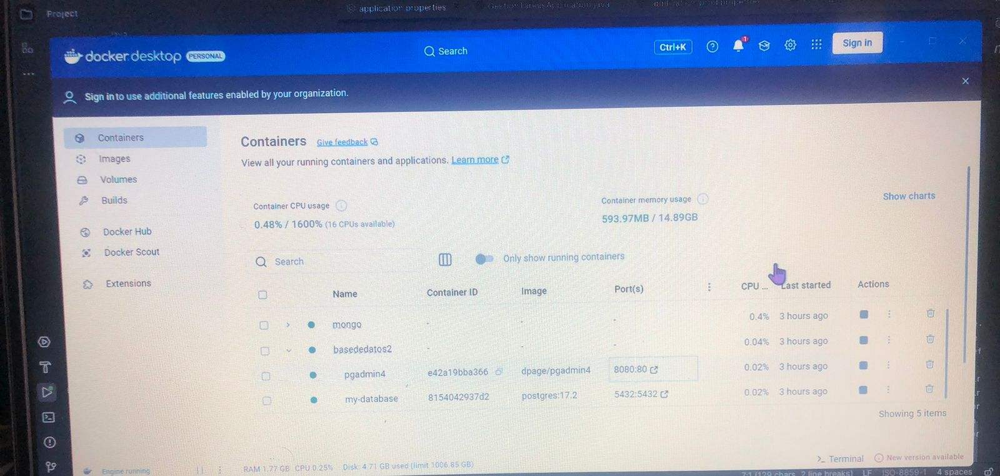 Project
application.properties
docker.desktop PERSONAL
Search
Ctrl+K
1
Sign in
Sign in to use additional features enabled by your organization.
Containers
Images
Volumes
Builds
Docker Hub
Docker Scout
Extensions
Containers Give feedback
View all your running containers and applications. Learn more
Container CPU usage
0.48% / 1600% (16 CPUs available)
Container memory usage
593.97MB / 14.89GB
Show charts
Search
Only show running containers
Name Container ID Image Port(s) CPU ... Last started Actions
mongo - - - 0.4% 3 hours ago
basededatos2 - - - 0.04% 3 hours ago
pgadmin4 e42a19bba366 dpage/pgadmin4 8080:80 0.02% 3 hours ago
my-database 8154042937d2 postgres:17.2 5432:5432 0.02% 3 hours ago
Showing 5 items
Engine running
RAM 1.77 GB CPU 0.25% Disk: 4.71 GB used (limit 1006.85 GB)
Terminal
New version available
7:1 (129 chars, 2 line breaks) LF ISO-8859-1 4 spaces